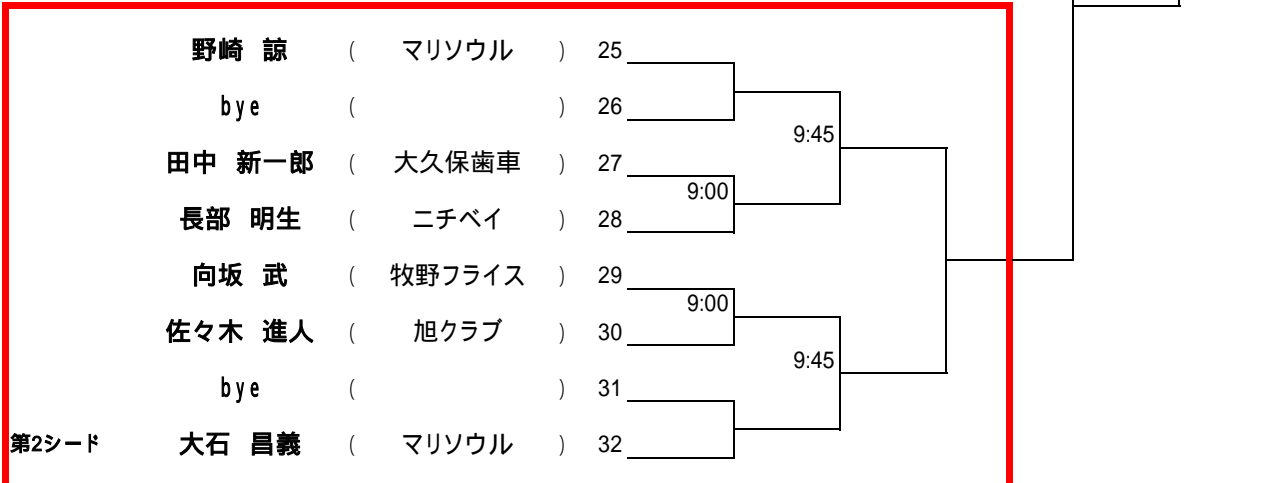 野崎 諒 ( マリソウル ) 25
bye ( ) 26
9:45
田中 新一郎 ( 大久保歯車 ) 27
9:00
長部 明生 ( ニチベイ ) 28
向坂 武 ( 牧野フライス ) 29
9:00
佐々木 進人 ( 旭クラブ ) 30
9:45
bye ( ) 31
第2シード 大石 昌義 ( マリソウル ) 32